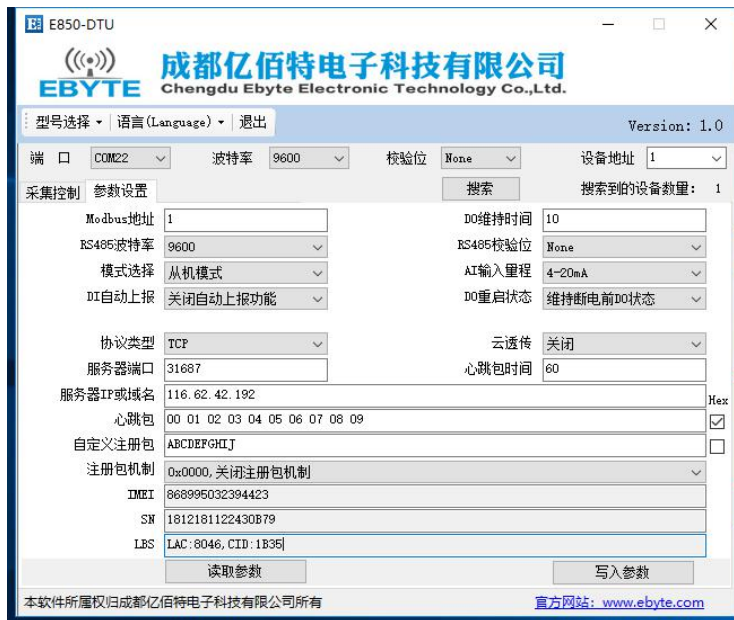 E850-DTU
EBYTE 成都亿佰特电子科技有限公司
Chengdu Ebyte Electronic Technology Co.,Ltd.
型号选择 语言(Language) 退出 Version: 1.0
端 口 COM22 波特率 9600 校验位 None 设备地址 1
采集控制 参数设置 搜索 搜索到的设备数量: 1
Modbus地址 1 DO维持时间 10
RS485波特率 9600 RS485校验位 None
模式选择 从机模式 AI输入量程 4-20mA
DI自动上报 关闭自动上报功能 DO重启状态 维持断电前DO状态
协议类型 TCP 云透传 关闭
服务器端口 31687 心跳包时间 60
服务器IP或域名 116.62.42.192 Hex
心跳包 00 01 02 03 04 05 06 07 08 09
自定义注册包 ABCDEFGHIJ
注册包机制 0x0000,关闭注册包机制
IMEI 868995032394423
SN 1812181122430B79
LBS LAC:8046,CID:1B35
读取参数 写入参数
本软件所属权归成都亿佰特电子科技有限公司所有 官方网站: www.ebyte.com